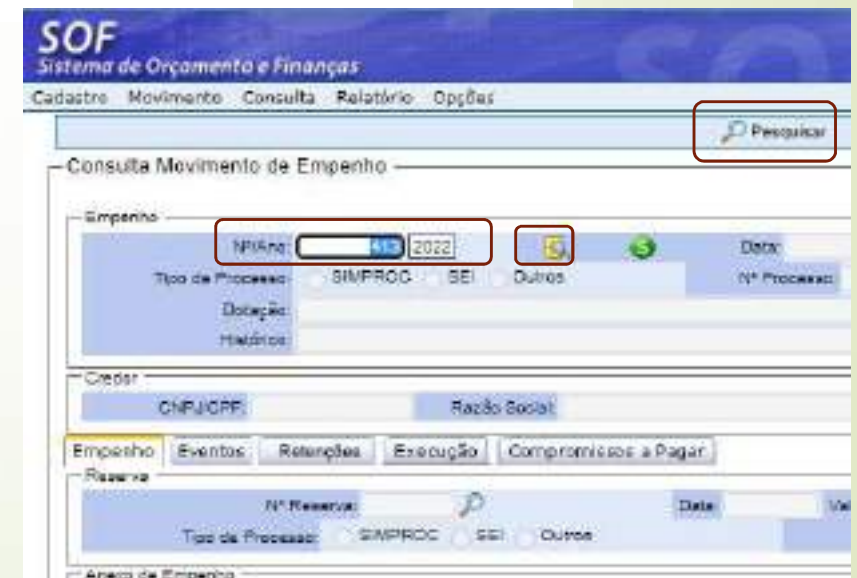 SOF
Sistema de Orçamento e Finanças
Cadastro Movimento Consulta Relatório Opções
Pesquisar
Consulta Movimento de Empenho
Empenho
Nº/Ano: 2022 Data:
Tipo de Processo: SIMPROC SEI Outros Nº Processo:
Dotação:
Histórico:
Credor
CNPJ/CPF: Razão Social:
Empenho Eventos Retenções Execução Compromissos a Pagar
Reserva
Nº Reserva: Data:
Tipo de Processo: SIMPROC SEI Outros